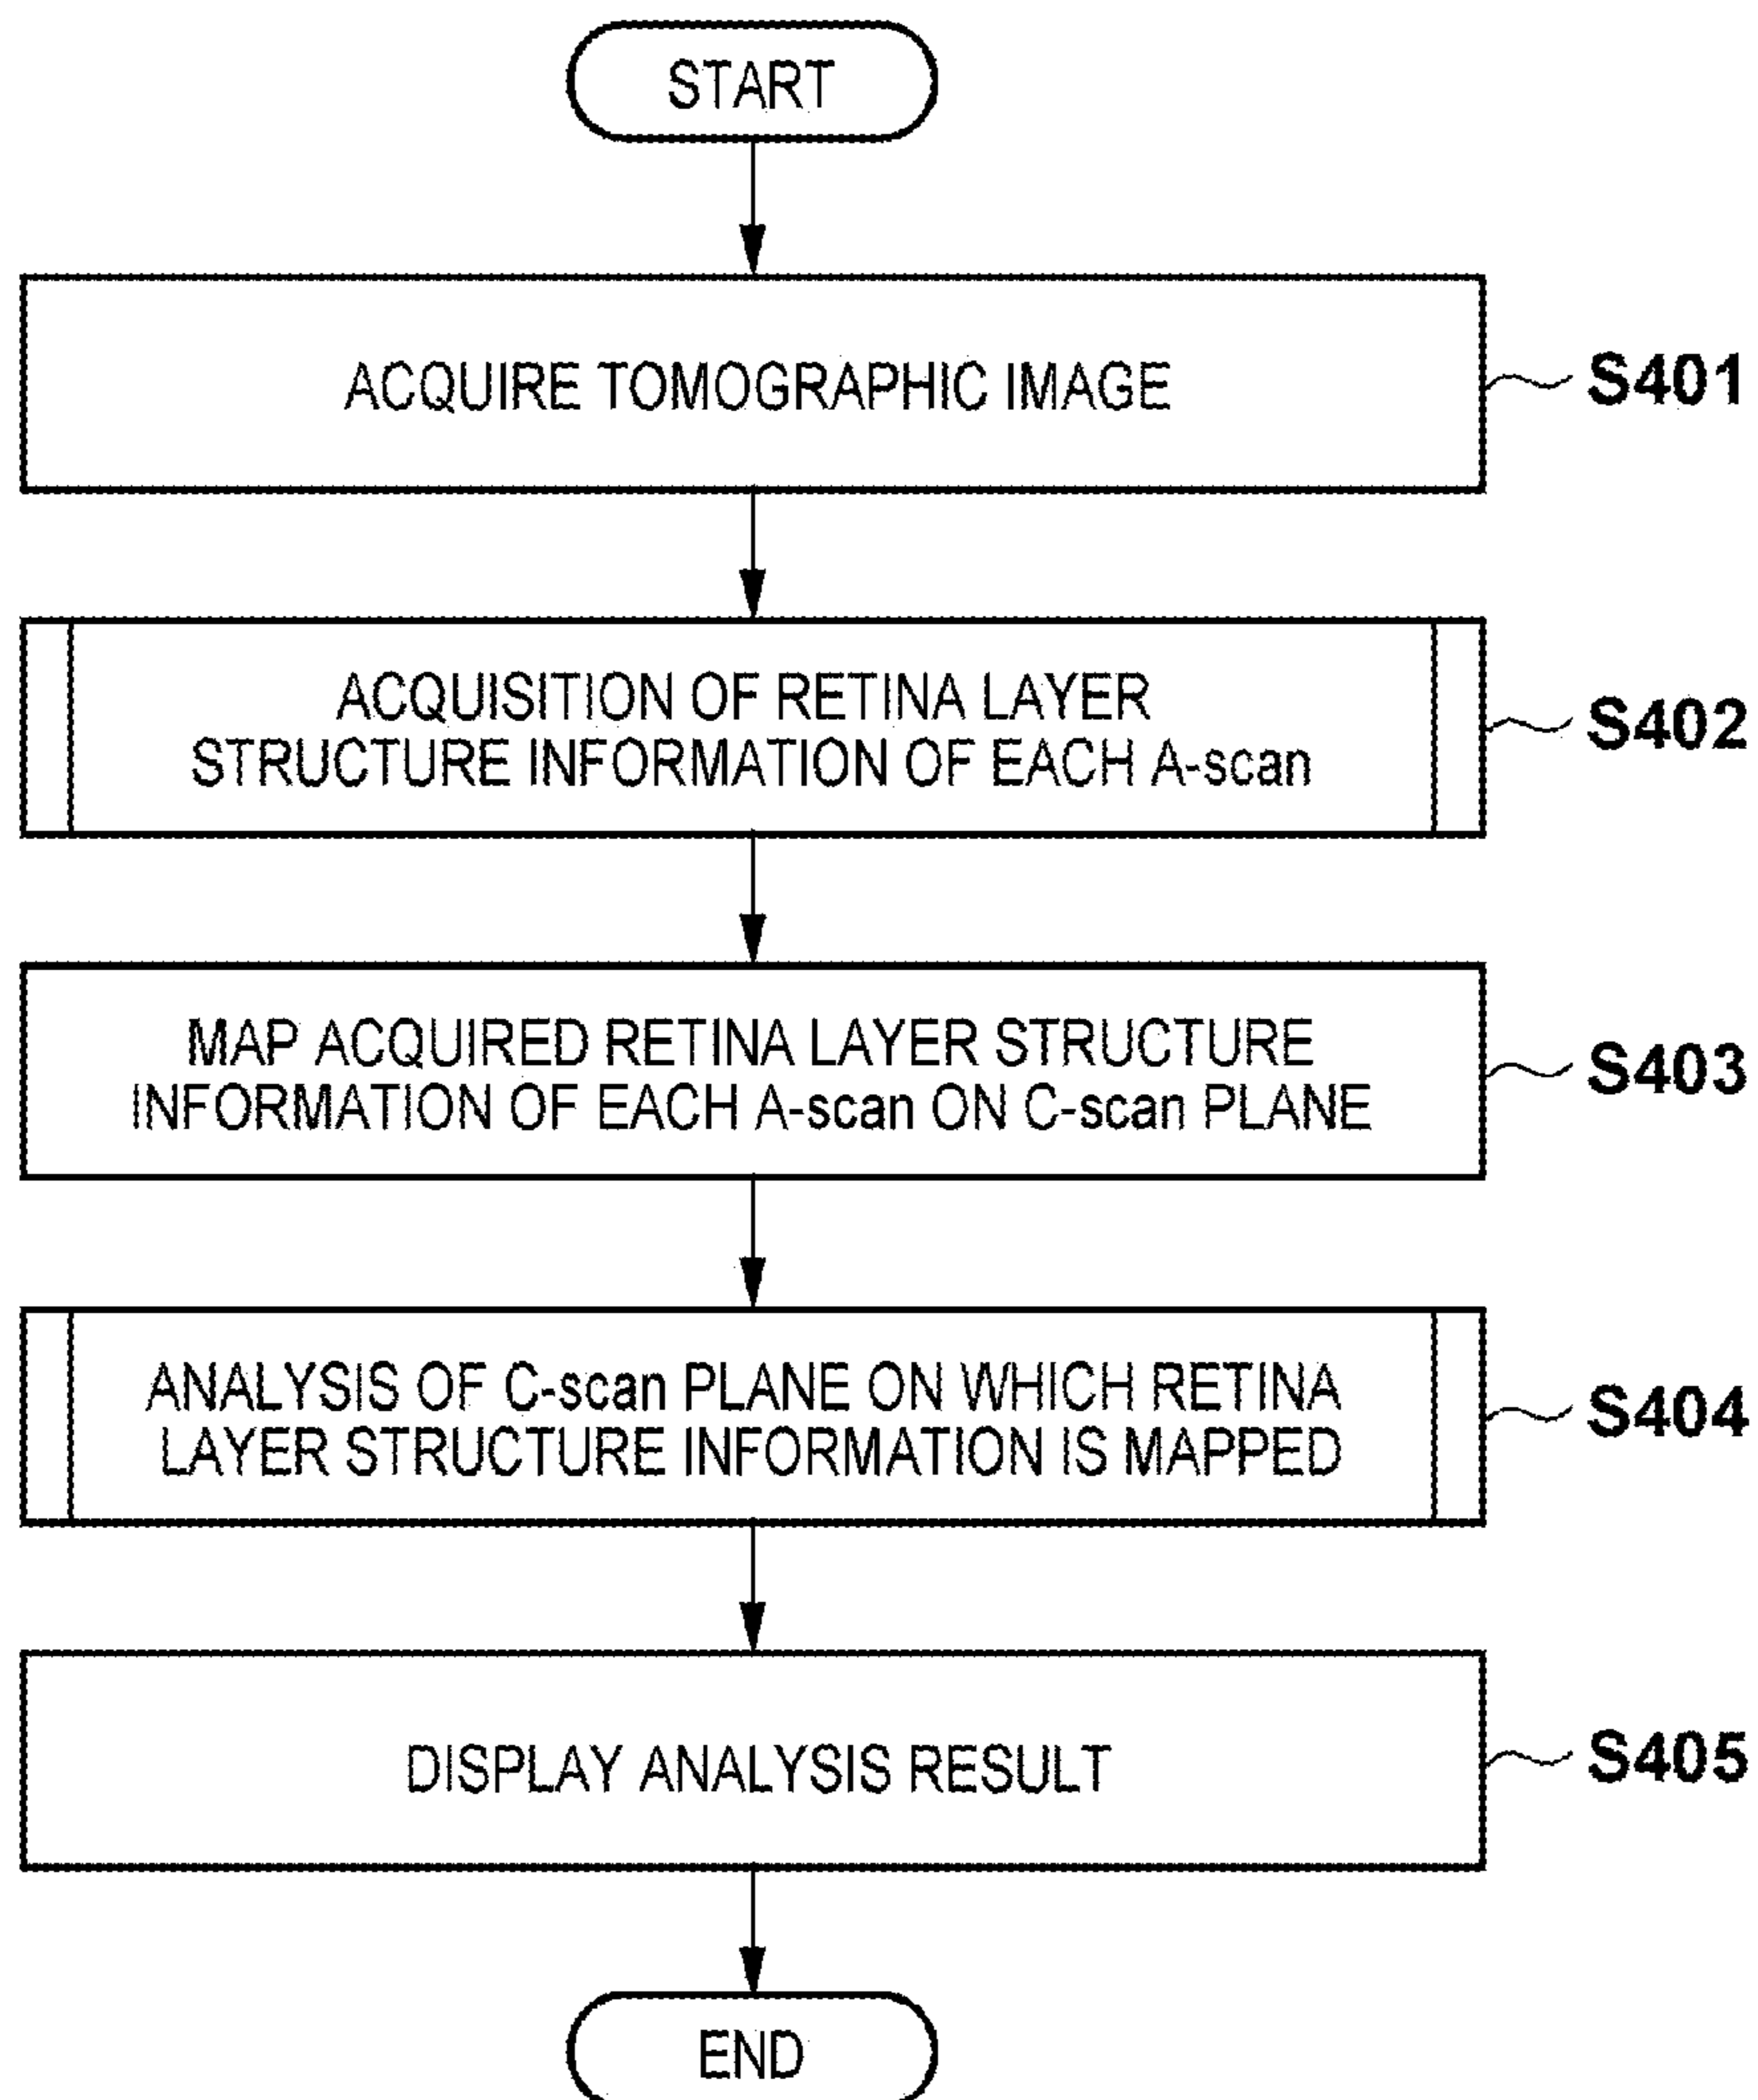 START
ACQUIRE TOMOGRAPHIC IMAGE
S401
ACQUISITION OF RETINA LAYER
STRUCTURE INFORMATION OF EACH A-scan
S402
MAP ACQUIRED RETINA LAYER STRUCTURE
INFORMATION OF EACH A-scan ON C-scan PLANE
S403
ANALYSIS OF C-scan PLANE ON WHICH RETINA
LAYER STRUCTURE INFORMATION IS MAPPED
S404
DISPLAY ANALYSIS RESULT
S405
END